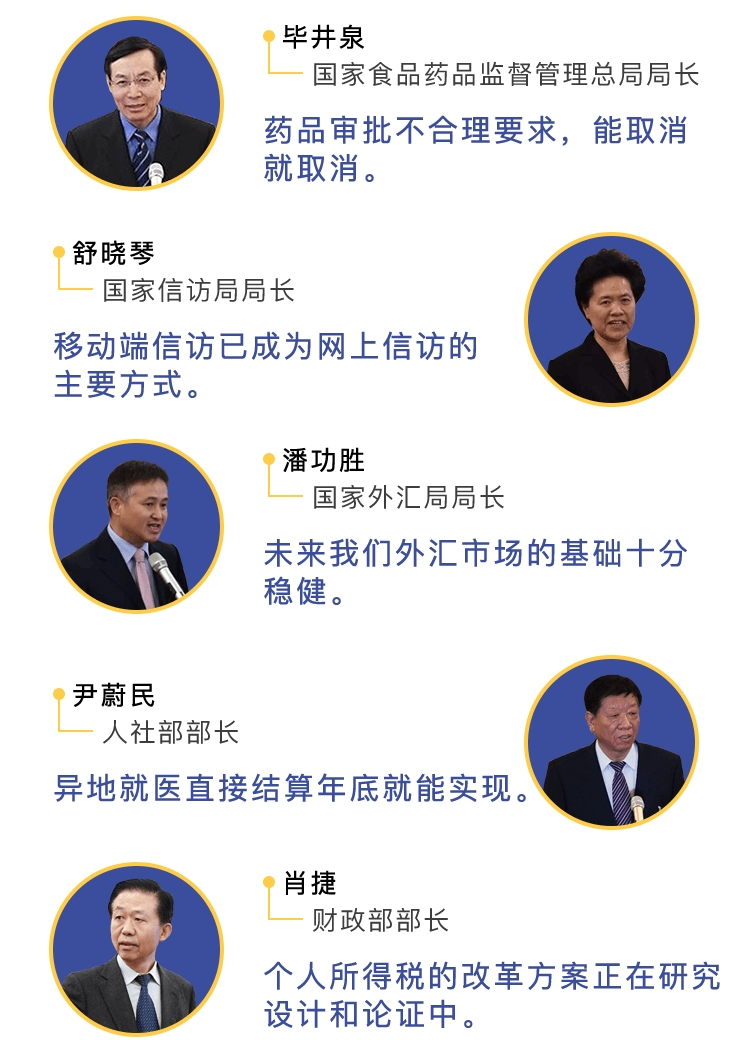 毕井泉
国家食品药品监督管理总局局长
药品审批不合理要求，能取消
就取消。
舒晓琴
国家信访局局长
移动端信访已成为网上信访的
主要方式。
潘功胜
国家外汇局局长
未来我们外汇市场的基础十分
稳健。
尹蔚民
人社部部长
异地就医直接结算年底就能实现。
肖捷
财政部部长
个人所得税的改革方案正在研究
设计和论证中。